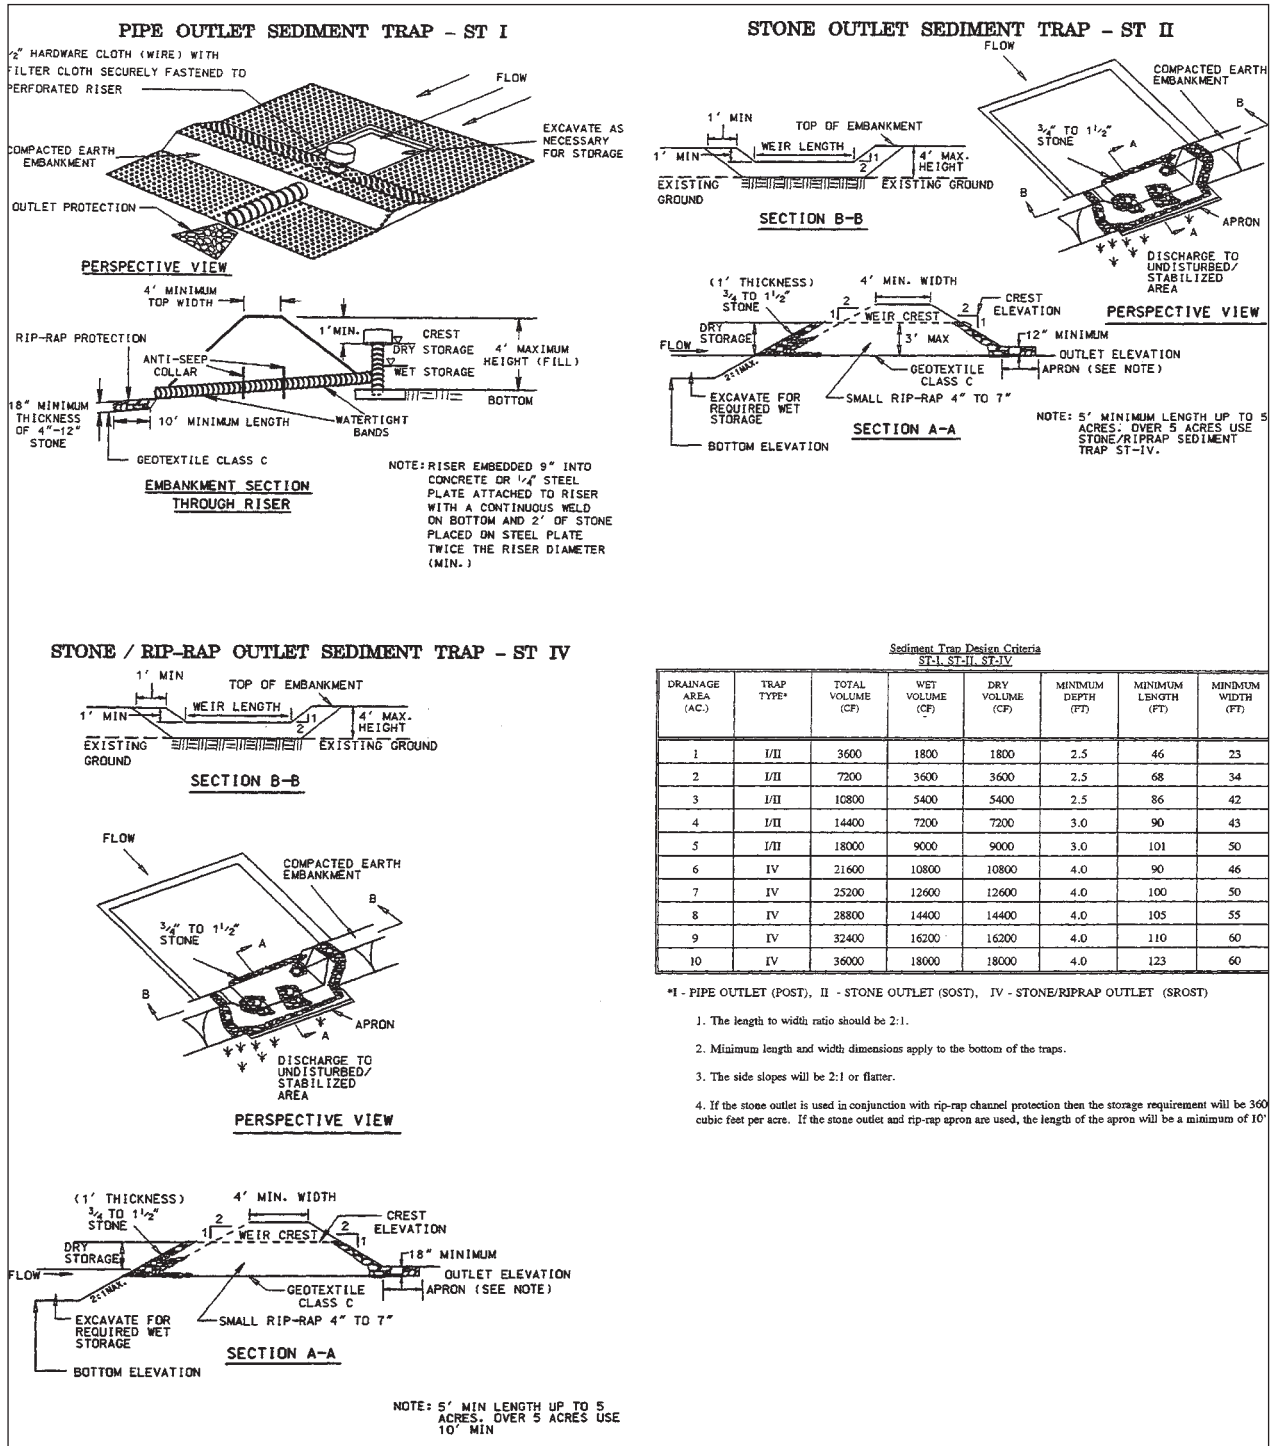 PIPE OUTLET SEDIMENT TRAP - ST I
1/2" HARDWARE CLOTH (WIRE) WITH
FILTER CLOTH SECURELY FASTENED TO
PERFORATED RISER
FLOW
EXCAVATE AS
NECESSARY
FOR STORAGE
COMPACTED EARTH
EMBANKMENT
OUTLET PROTECTION
PERSPECTIVE VIEW
4' MINIMUM
TOP WIDTH
RIP-RAP PROTECTION
1' MIN.
CREST
DRY STORAGE
WET STORAGE
4' MAXIMUM
HEIGHT (FILL)
ANTI-SEEP
COLLAR
BOTTOM
18" MINIMUM
THICKNESS
OF 4"-12"
STONE
10' MINIMUM LENGTH
WATERTIGHT
BANDS
GEOTEXTILE CLASS C
EMBANKMENT SECTION
THROUGH RISER
NOTE: RISER EMBEDDED 9" INTO
CONCRETE OR 1/4" STEEL
PLATE ATTACHED TO RISER
WITH A CONTINUOUS WELD
ON BOTTOM AND 2' OF STONE
PLACED ON STEEL PLATE
TWICE THE RISER DIAMETER
(MIN.)
STONE OUTLET SEDIMENT TRAP - ST II
FLOW
COMPACTED EARTH
EMBANKMENT
B
3/4" TO 1 1/2"
STONE
A
B
APRON
A
DISCHARGE TO
UNDISTURBED/
STABILIZED
AREA
PERSPECTIVE VIEW
1' MIN
TOP OF EMBANKMENT
1' MIN
WEIR LENGTH
1
2
4' MAX.
HEIGHT
EXISTING
GROUND
EXISTING GROUND
SECTION B-B
(1' THICKNESS)
3/4 TO 1 1/2"
STONE
4' MIN. WIDTH
2
1
WEIR CREST
2
1
CREST
ELEVATION
DRY
STORAGE
FLOW
3' MAX
12" MINIMUM
OUTLET ELEVATION
APRON (SEE NOTE)
2:1 MAX.
GEOTEXTILE
CLASS C
EXCAVATE FOR
REQUIRED WET
STORAGE
SMALL RIP-RAP 4" TO 7"
BOTTOM ELEVATION
SECTION A-A
NOTE: 5' MINIMUM LENGTH UP TO 5
ACRES. OVER 5 ACRES USE
STONE/RIPRAP SEDIMENT
TRAP ST-IV.
STONE / RIP-RAP OUTLET SEDIMENT TRAP - ST IV
1' MIN
TOP OF EMBANKMENT
1' MIN
WEIR LENGTH
1
2
4' MAX.
HEIGHT
EXISTING
GROUND
EXISTING GROUND
SECTION B-B
FLOW
COMPACTED EARTH
EMBANKMENT
B
3/4" TO 1 1/2"
STONE
A
B
APRON
A
DISCHARGE TO
UNDISTURBED/
STABILIZED
AREA
PERSPECTIVE VIEW
(1' THICKNESS)
3/4 TO 1 1/2"
STONE
4' MIN. WIDTH
2
1
WEIR CREST
2
1
CREST
ELEVATION
DRY
STORAGE
FLOW
18" MINIMUM
OUTLET ELEVATION
APRON (SEE NOTE)
2:1 MAX.
GEOTEXTILE
CLASS C
EXCAVATE FOR
REQUIRED WET
STORAGE
SMALL RIP-RAP 4" TO 7"
SECTION A-A
BOTTOM ELEVATION
NOTE: 5' MIN LENGTH UP TO 5
ACRES. OVER 5 ACRES USE
10' MIN
Sediment Trap Design Criteria
ST-I, ST-II, ST-IV
DRAINAGE AREA (AC.) TRAP TYPE* TOTAL VOLUME (CF) WET VOLUME (CF) DRY VOLUME (CF) MINIMUM DEPTH (FT) MINIMUM LENGTH (FT) MINIMUM WIDTH (FT)
1 I/II 3600 1800 1800 2.5 46 23
2 I/II 7200 3600 3600 2.5 68 34
3 I/II 10800 5400 5400 2.5 86 42
4 I/II 14400 7200 7200 3.0 90 43
5 I/II 18000 9000 9000 3.0 101 50
6 IV 21600 10800 10800 4.0 90 46
7 IV 25200 12600 12600 4.0 100 50
8 IV 28800 14400 14400 4.0 105 55
9 IV 32400 16200 16200 4.0 110 60
10 IV 36000 18000 18000 4.0 123 60
*I - PIPE OUTLET (POST), II - STONE OUTLET (SOST), IV - STONE/RIPRAP OUTLET (SROST)
1. The length to width ratio should be 2:1.
2. Minimum length and width dimensions apply to the bottom of the traps.
3. The side slopes will be 2:1 or flatter.
4. If the stone outlet is used in conjunction with rip-rap channel protection then the storage requirement will be 360
cubic feet per acre. If the stone outlet and rip-rap apron are used, the length of the apron will be a minimum of 10'